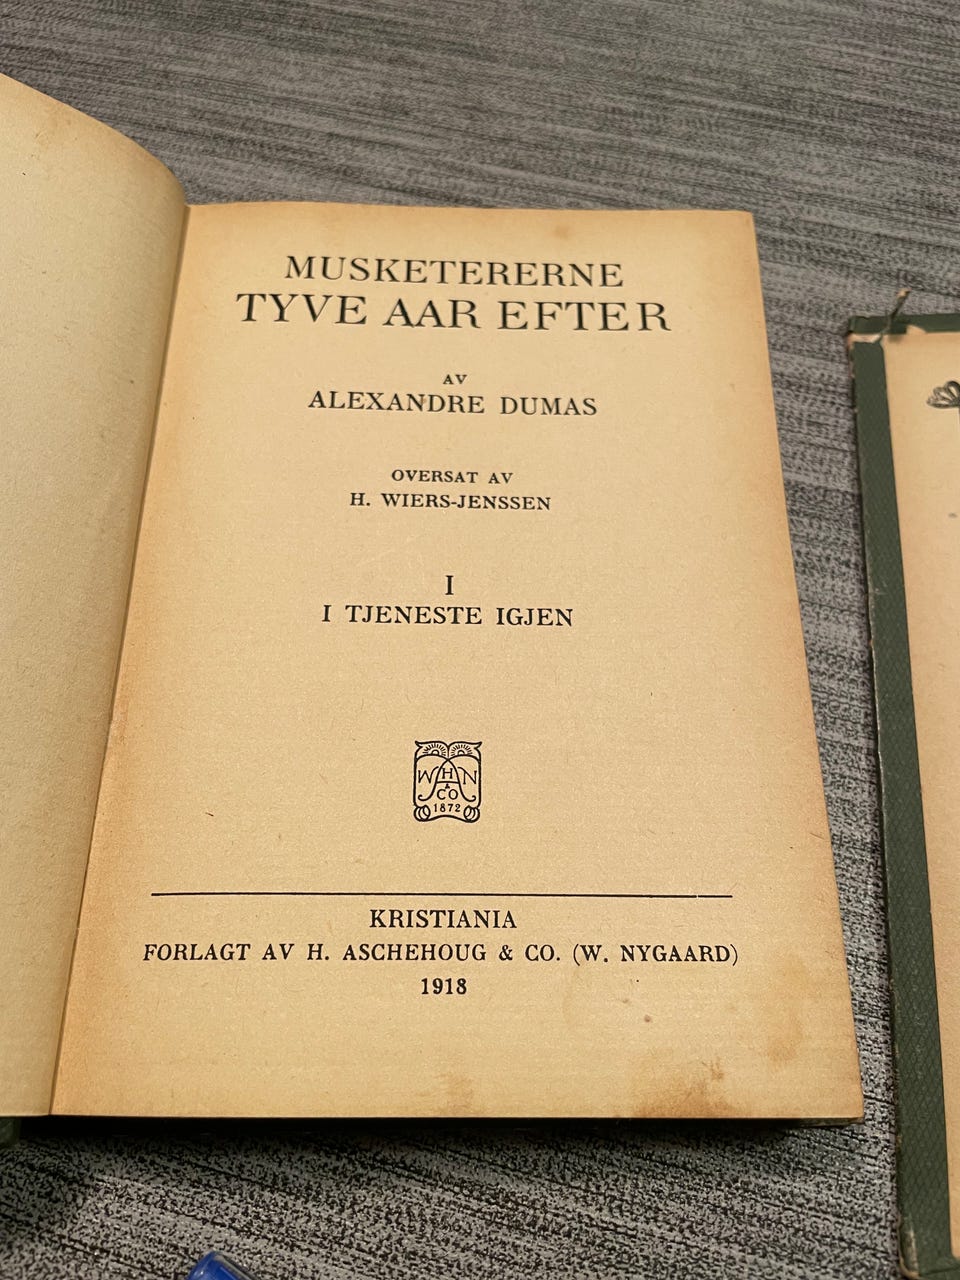 MUSKETERERNE
TYVE AAR EFTER
AV
ALEXANDRE DUMAS
OVERSAT AV
H. WIERS-JENSSEN
I
I TJENESTE IGJEN
W H N
A
& CO
1872
KRISTIANIA
FORLAGT AV H. ASCHEHOUG & CO. (W. NYGAARD)
1918